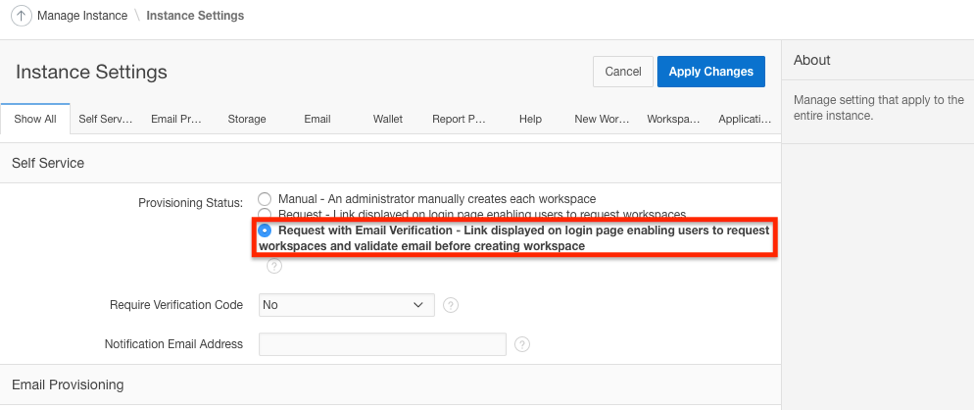 Manage Instance \ Instance Settings
Instance Settings
Cancel
Apply Changes
About
Manage setting that apply to the
entire instance.
Show All
Self Serv...
Email Pr...
Storage
Email
Wallet
Report P...
Help
New Wor...
Workspa...
Applicati...
Self Service
Provisioning Status:
Manual - An administrator manually creates each workspace
Request - Link displayed on login page enabling users to request workspaces
Request with Email Verification - Link displayed on login page enabling users to request
workspaces and validate email before creating workspace
?
Require Verification Code
No
?
Notification Email Address
?
Email Provisioning